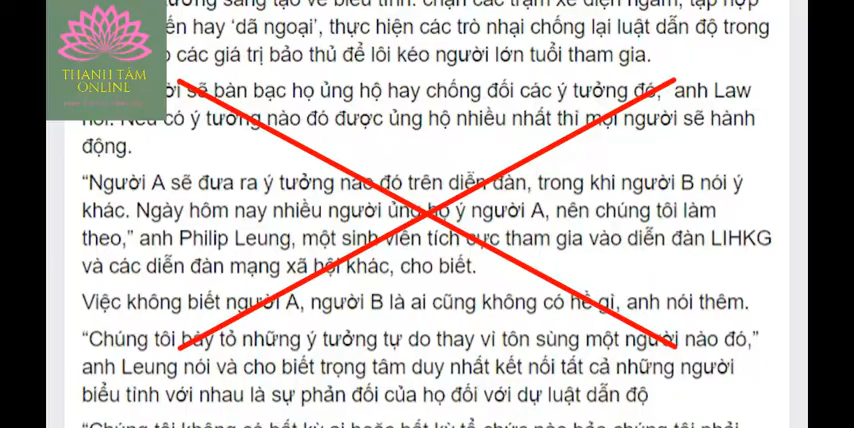 tưởng sáng tạo về biểu tình: chặn các trạm xe điện ngầm, tập hợp
hay ‘dã ngoại’, thực hiện các trò nhại chống lại luật dẫn độ trong
các giá trị bảo thủ để lôi kéo người lớn tuổi tham gia.
THANH TÂM
ONLINE
sẽ bàn bạc họ ủng hộ hay chống đối các ý tưởng đó,” anh Law
nói. Nếu có ý tưởng nào đó được ủng hộ nhiều nhất thì mọi người sẽ hành
động.
“Người A sẽ đưa ra ý tưởng nào đó trên diễn đàn, trong khi người B nói ý
khác. Ngày hôm nay nhiều người ủng hộ ý người A, nên chúng tôi làm
theo,” anh Philip Leung, một sinh viên tích cực tham gia vào diễn đàn LIHKG
và các diễn đàn mạng xã hội khác, cho biết.
Việc không biết người A, người B là ai cũng không có hề gì, anh nói thêm.
“Chúng tôi bày tỏ những ý tưởng tự do thay vì tôn sùng một người nào đó,”
anh Leung nói và cho biết trọng tâm duy nhất kết nối tất cả những người
biểu tình với nhau là sự phản đối của họ đối với dự luật dẫn độ